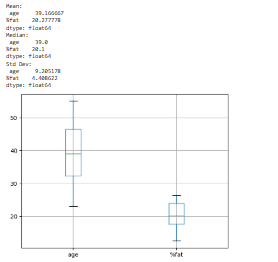 Mean:
age 39.166667
%fat 20.277778
dtype: float64
Median:
age 39.0
%fat 20.1
dtype: float64
Std Dev:
age 9.205178
%fat 4.408622
dtype: float64
50
40
30
20
age %fat